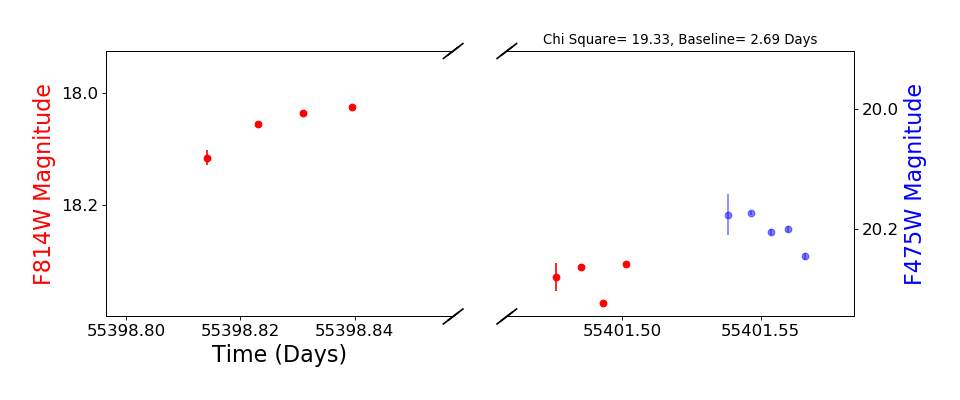 Chi Square= 19.33, Baseline= 2.69 Days
F814W Magnitude
18.0
18.2
20.0
20.2
F475W Magnitude
55398.80 55398.82 55398.84 55401.50 55401.55
Time (Days)